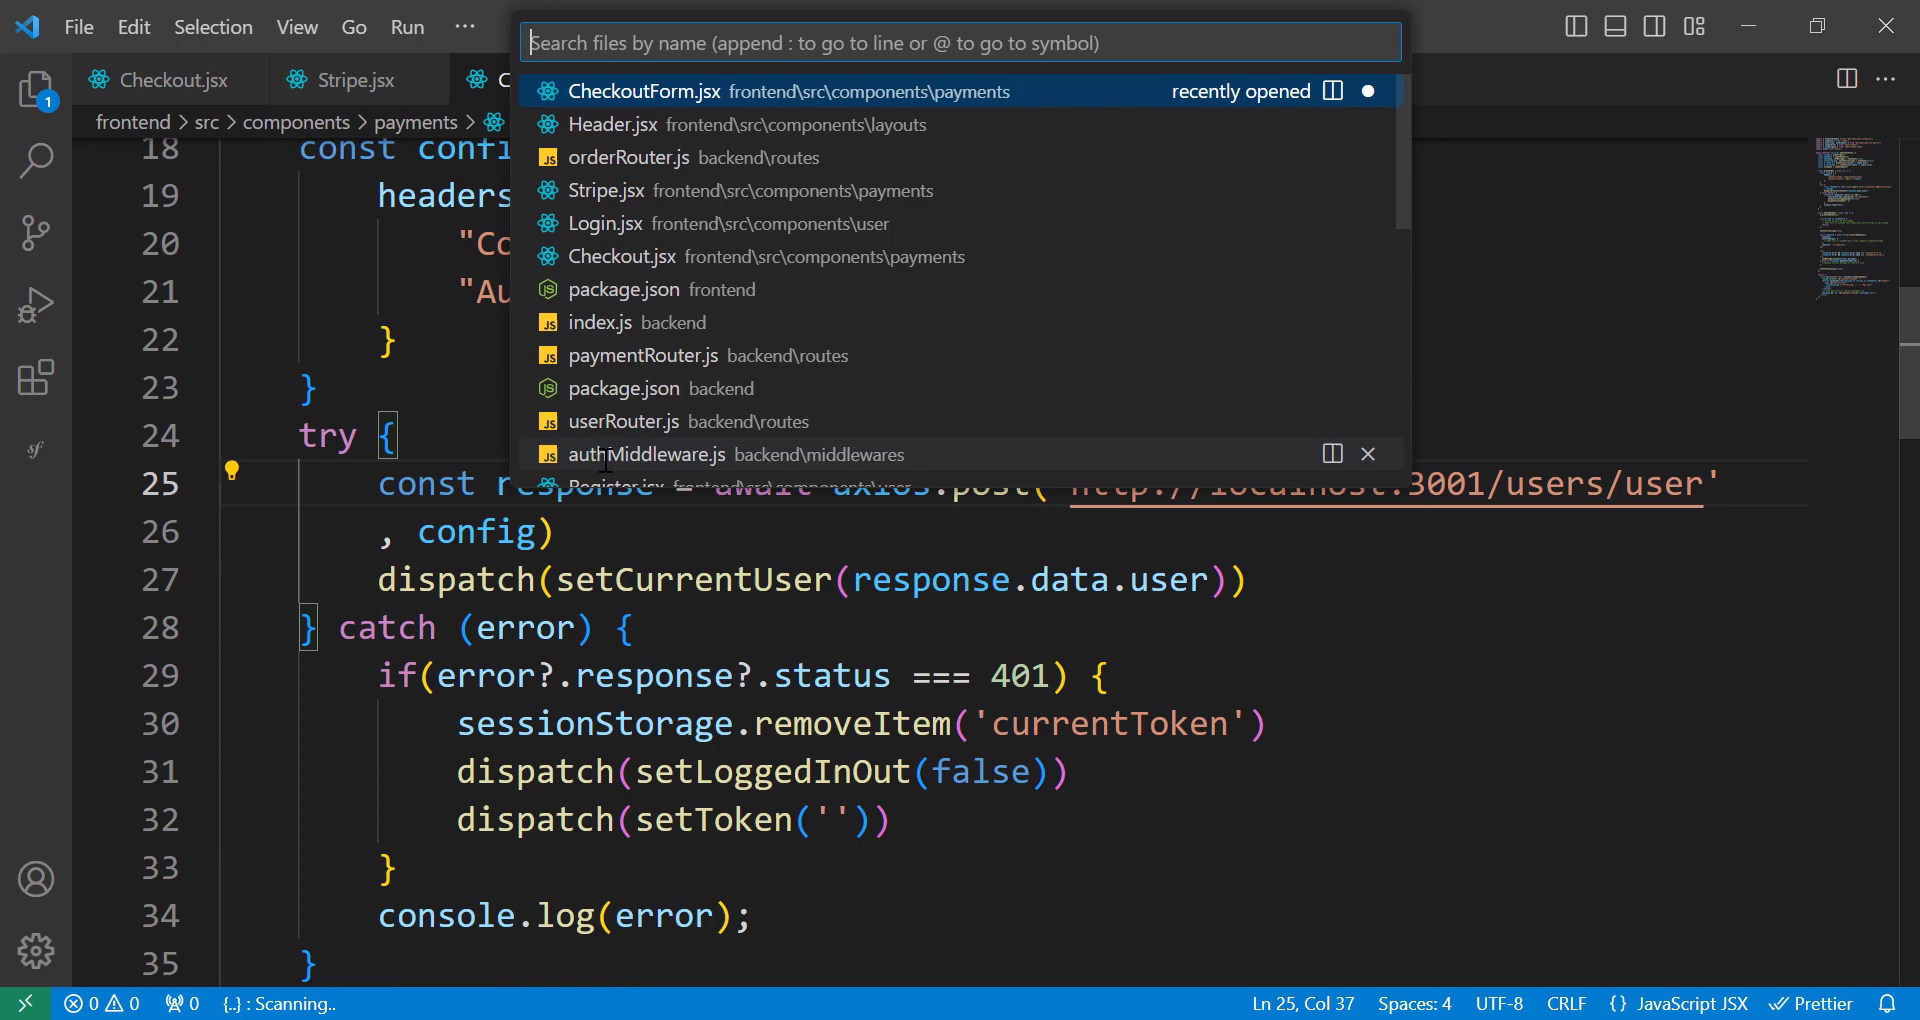 File Edit Selection View Go Run ···
Search files by name (append : to go to line or @ to go to symbol)
1
Checkout.jsx Stripe.jsx C
frontend > src > components > payments >
CheckoutForm.jsx frontend\src\components\payments recently opened
Header.jsx frontend\src\components\layouts
orderRouter.js backend\routes
Stripe.jsx frontend\src\components\payments
Login.jsx frontend\src\components\user
Checkout.jsx frontend\src\components\payments
package.json frontend
index.js backend
paymentRouter.js backend\routes
package.json backend
userRouter.js backend\routes
authMiddleware.js backend\middlewares
Register.jsx frontend\src\components\user
18 const confi
19 headers
20 "Co
21 "Au
22 }
23 }
24 try {
25 const response = await axios.post('http://localhost:3001/users/user'
26 , config)
27 dispatch(setCurrentUser(response.data.user))
28 } catch (error) {
29 if(error?.response?.status === 401) {
30 sessionStorage.removeItem('currentToken')
31 dispatch(setLoggedInOut(false))
32 dispatch(setToken(''))
33 }
34 console.log(error);
35 }
0 0 0 {..} : Scanning.. Ln 25, Col 37 Spaces: 4 UTF-8 CRLF {} JavaScript JSX Prettier